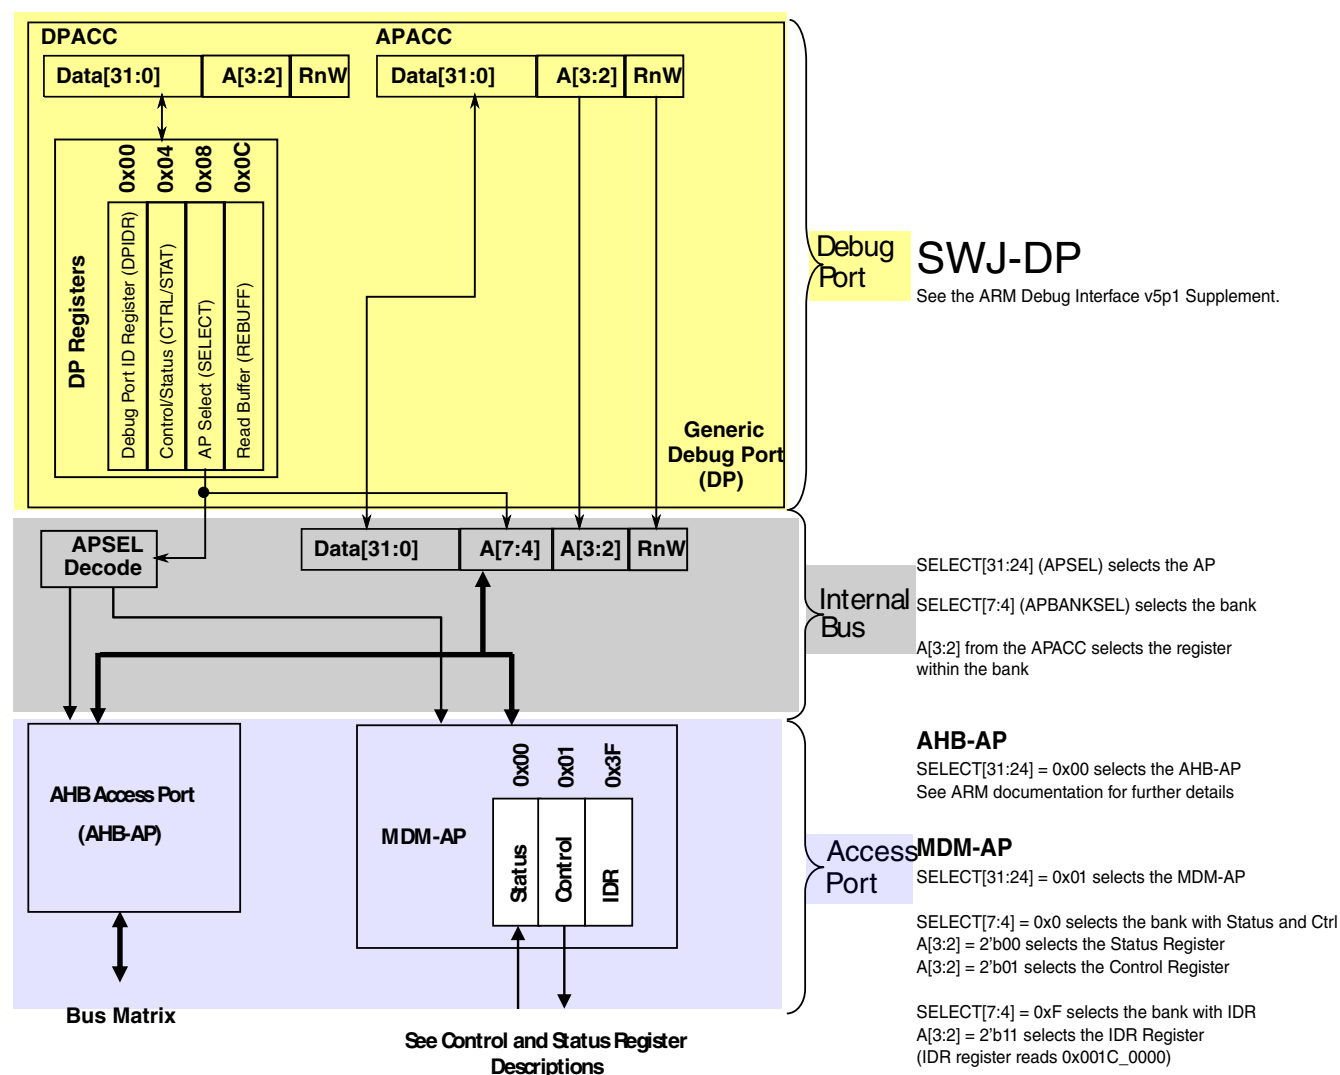 DPACC
APACC
Data[31:0] A[3:2] RnW
Data[31:0] A[3:2] RnW
0x00
0x04
0x08
0x0C
DP Registers
Debug Port ID Register (DPIDR)
Control/Status (CTRL/STAT)
AP Select (SELECT)
Read Buffer (REBUFF)
Generic
Debug Port
(DP)
Debug
Port
SWJ-DP
See the ARM Debug Interface v5p1 Supplement.
APSEL
Decode
Data[31:0] A[7:4] A[3:2] RnW
Internal
Bus
SELECT[31:24] (APSEL) selects the AP
SELECT[7:4] (APBANKSEL) selects the bank
A[3:2] from the APACC selects the register
within the bank
AHB Access Port
(AHB-AP)
Bus Matrix
MDM-AP
0x00
0x01
0x3F
Status
Control
IDR
See Control and Status Register
Descriptions
Access
Port
AHB-AP
SELECT[31:24] = 0x00 selects the AHB-AP
See ARM documentation for further details
MDM-AP
SELECT[31:24] = 0x01 selects the MDM-AP
SELECT[7:4] = 0x0 selects the bank with Status and Ctrl
A[3:2] = 2'b00 selects the Status Register
A[3:2] = 2'b01 selects the Control Register
SELECT[7:4] = 0xF selects the bank with IDR
A[3:2] = 2'b11 selects the IDR Register
(IDR register reads 0x001C_0000)